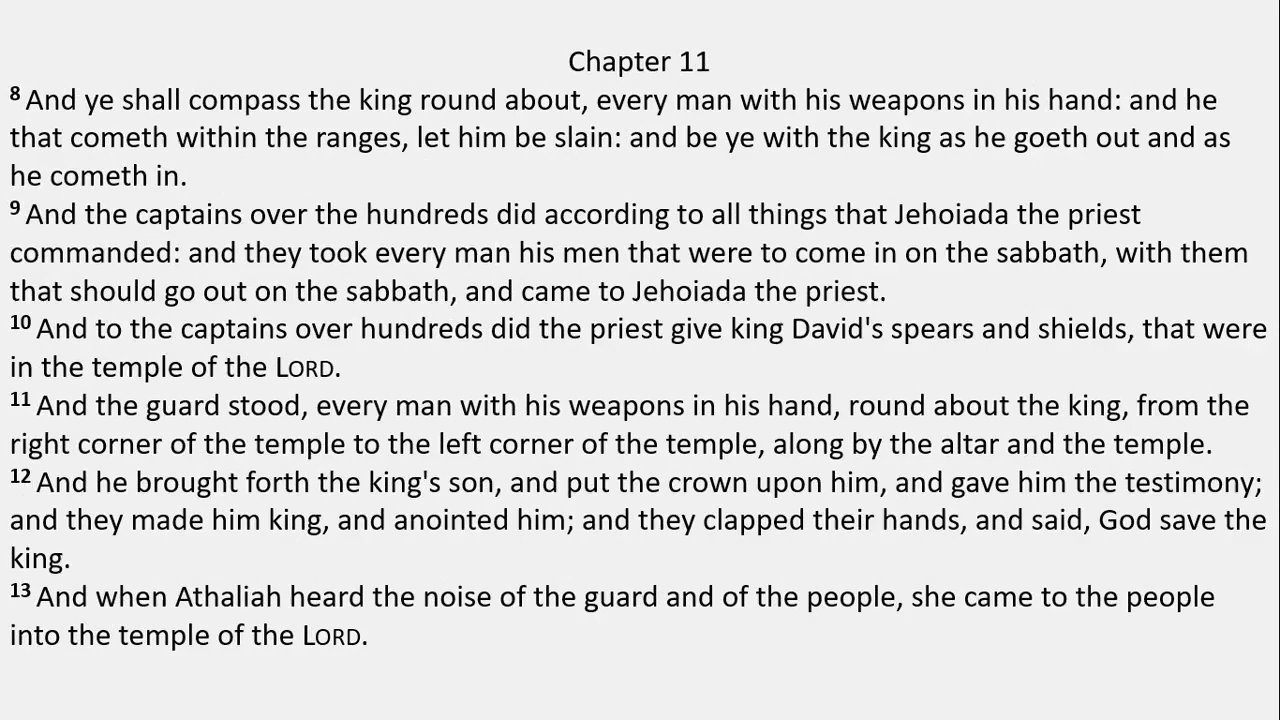 Chapter 11
8 And ye shall compass the king round about, every man with his weapons in his hand: and he
that cometh within the ranges, let him be slain: and be ye with the king as he goeth out and as
he cometh in.
9 And the captains over the hundreds did according to all things that Jehoiada the priest
commanded: and they took every man his men that were to come in on the sabbath, with them
that should go out on the sabbath, and came to Jehoiada the priest.
10 And to the captains over hundreds did the priest give king David's spears and shields, that were
in the temple of the LORD.
11 And the guard stood, every man with his weapons in his hand, round about the king, from the
right corner of the temple to the left corner of the temple, along by the altar and the temple.
12 And he brought forth the king's son, and put the crown upon him, and gave him the testimony;
and they made him king, and anointed him; and they clapped their hands, and said, God save the
king.
13 And when Athaliah heard the noise of the guard and of the people, she came to the people
into the temple of the LORD.